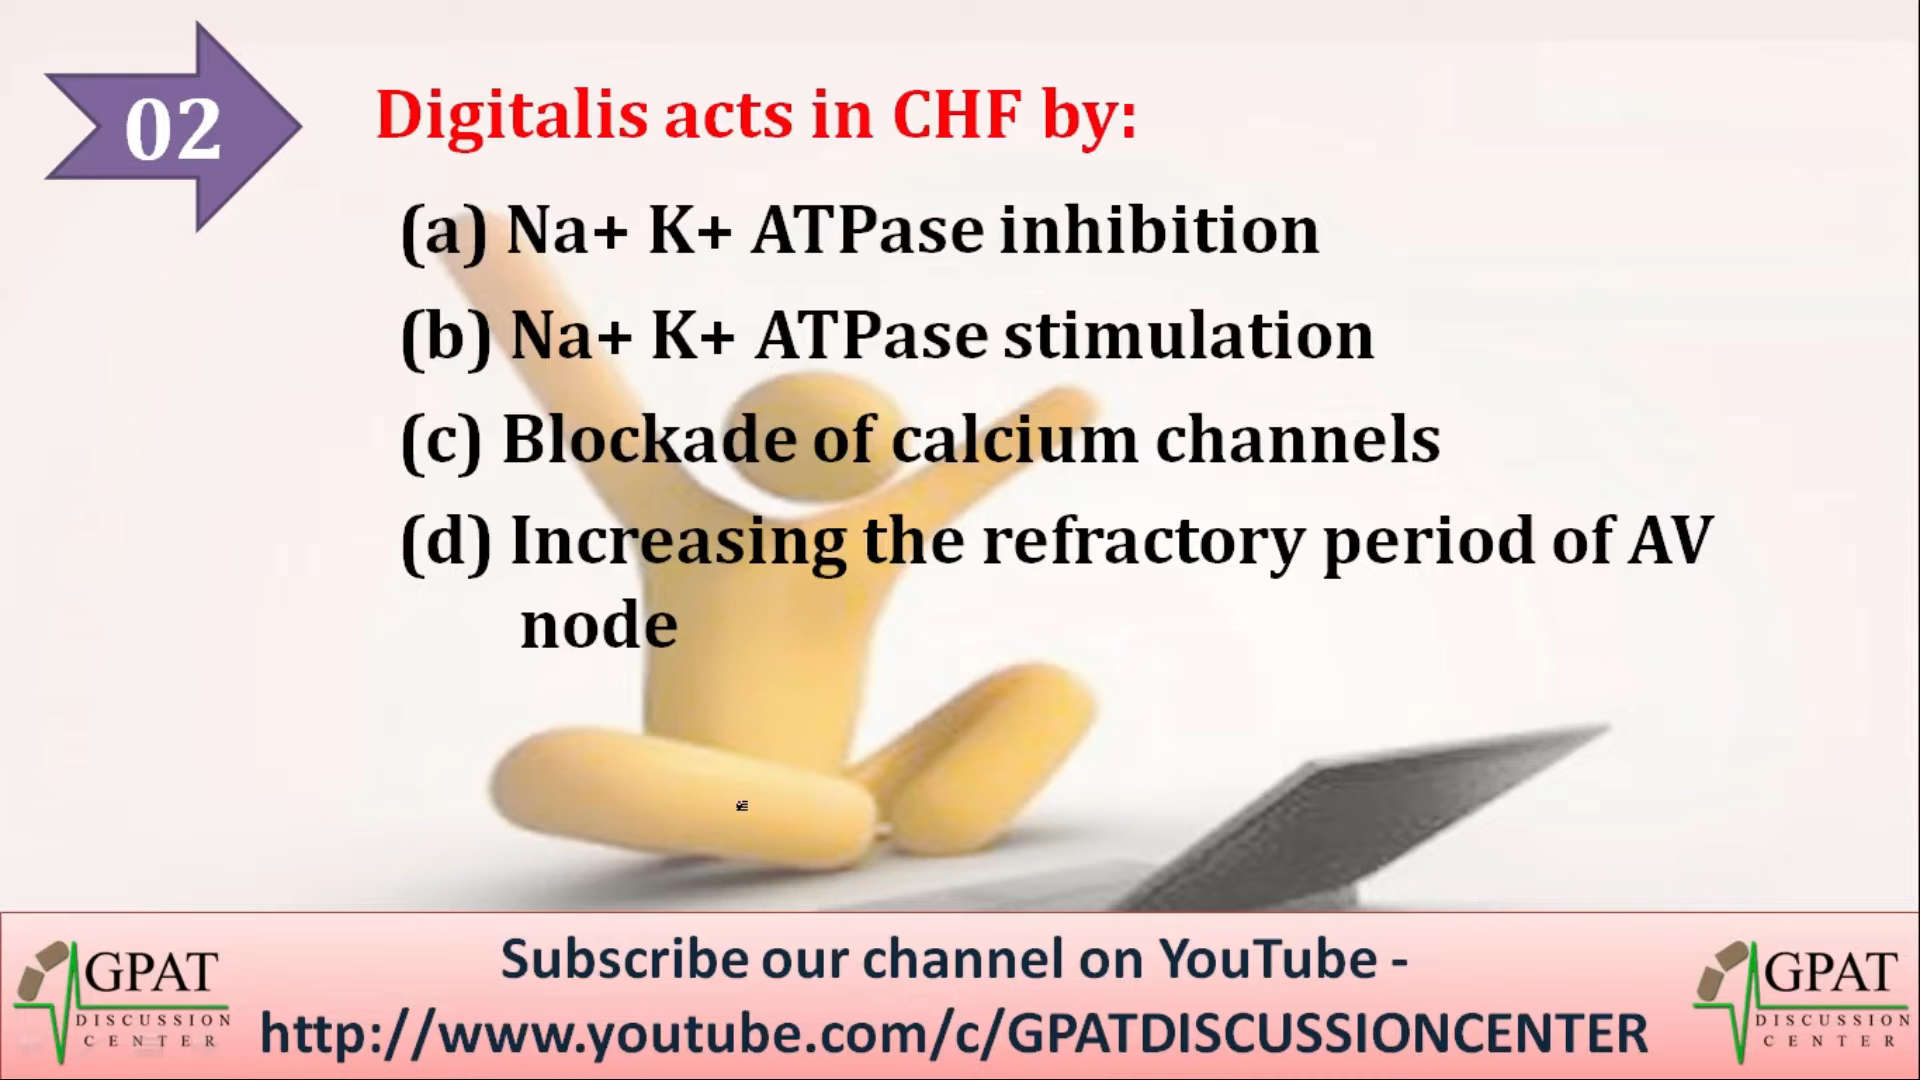 02
Digitalis acts in CHF by:
(a) Na+ K+ ATPase inhibition
(b) Na+ K+ ATPase stimulation
(c) Blockade of calcium channels
(d) Increasing the refractory period of AV
node
GPAT
DISCUSSION
CENTER
Subscribe our channel on YouTube -
http://www.youtube.com/c/GPATDISCUSSIONCENTER
GPAT
DISCUSSION
CENTER